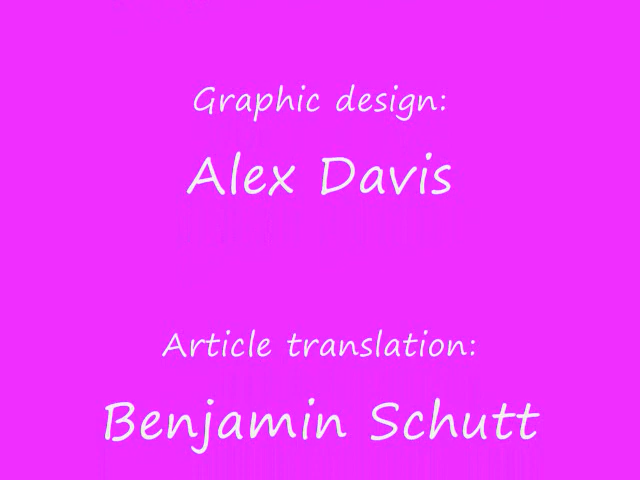 Graphic design:
Alex Davis
Article translation:
Benjamin Schutt